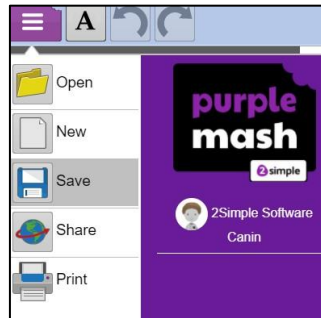 A
Open
New
Save
Share
Print
purple
mash
2simple
2Simple Software
Canin